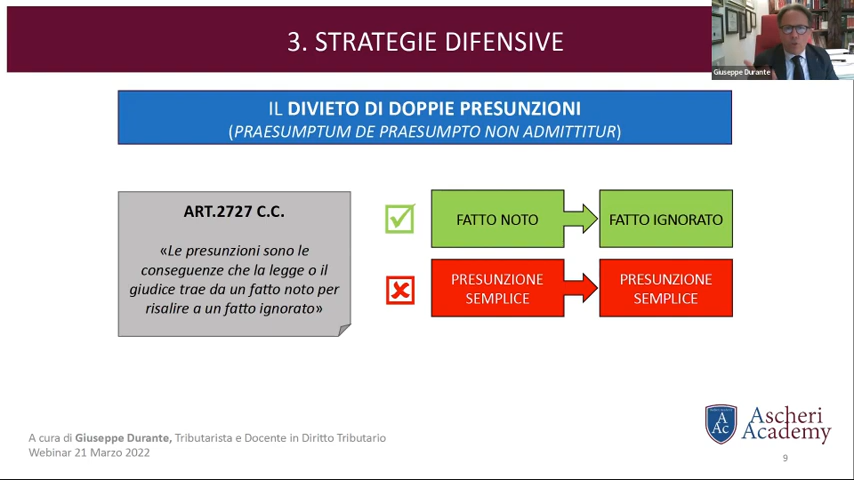 3. STRATEGIE DIFENSIVE
Giuseppe Durante
IL DIVIETO DI DOPPIE PRESUNZIONI
(PRAESUMPTUM DE PRAESUMPTO NON ADMITTITUR)
ART.2727 C.C.
«Le presunzioni sono le
conseguenze che la legge o il
giudice trae da un fatto noto per
risalire a un fatto ignorato»
FATTO NOTO
FATTO IGNORATO
PRESUNZIONE
SEMPLICE
PRESUNZIONE
SEMPLICE
A cura di Giuseppe Durante, Tributarista e Docente in Diritto Tributario
Webinar 21 Marzo 2022
A
Ac
Ascheri
Academy
9